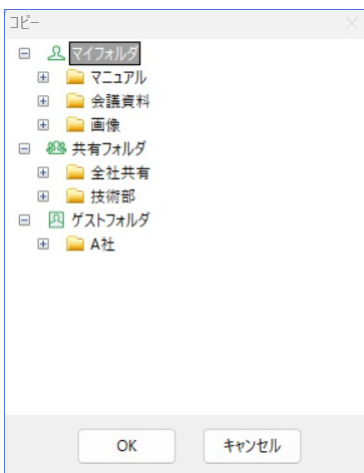 コピー
マイフォルダ
マニュアル
会議資料
画像
共有フォルダ
全社共有
技術部
ゲストフォルダ
A社
OK
キャンセル